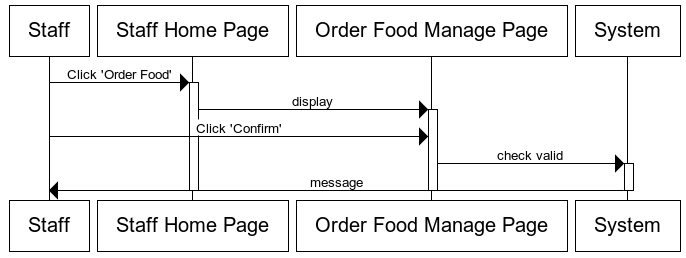 Staff
Staff Home Page
Order Food Manage Page
System
Click 'Order Food'
display
Click 'Confirm'
check valid
message
Staff
Staff Home Page
Order Food Manage Page
System